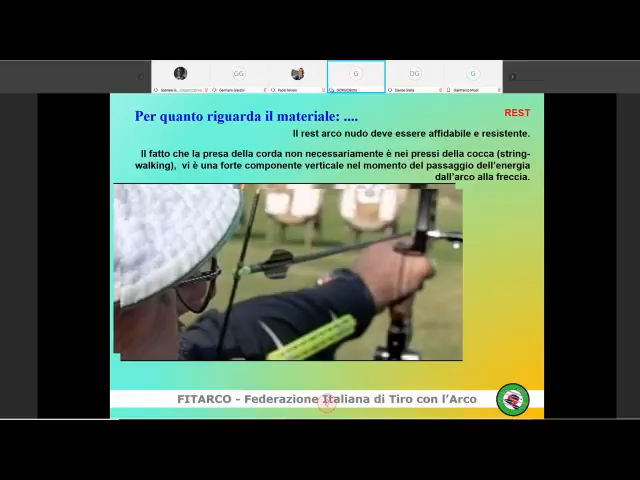 GG
G
DG
G
Per quanto riguarda il materiale: ....
REST
Il rest arco nudo deve essere affidabile e resistente.
Il fatto che la presa della corda non necessariamente è nei pressi della cocca (string-
walking), vi è una forte componente verticale nel momento del passaggio dell'energia
dall'arco alla freccia.
FITARCO - Federazione Italiana di Tiro con l'Arco